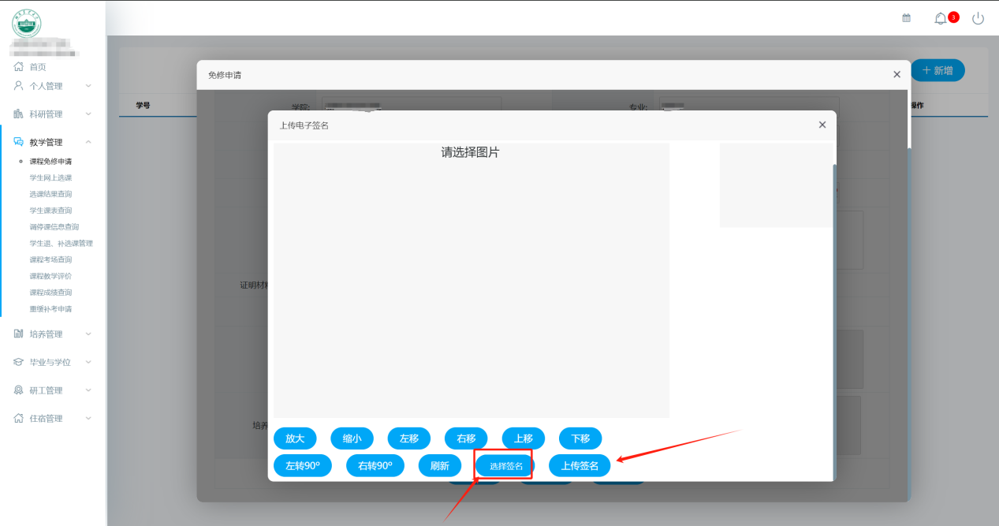 3
首页
个人管理
科研管理
教学管理
课程免修申请
学生网上选课
选课结果查询
学生课表查询
调停课信息查询
学生退、补选课管理
课程考场查询
课程教学评价
课程成绩查询
重缓补考申请
培养管理
毕业与学位
研工管理
住宿管理
新增
学号
操作
免修申请
学院:
专业:
证明材料
培养
上传电子签名
请选择图片
放大 缩小 左移 右移 上移 下移
左转90° 右转90° 刷新 选择签名 上传签名